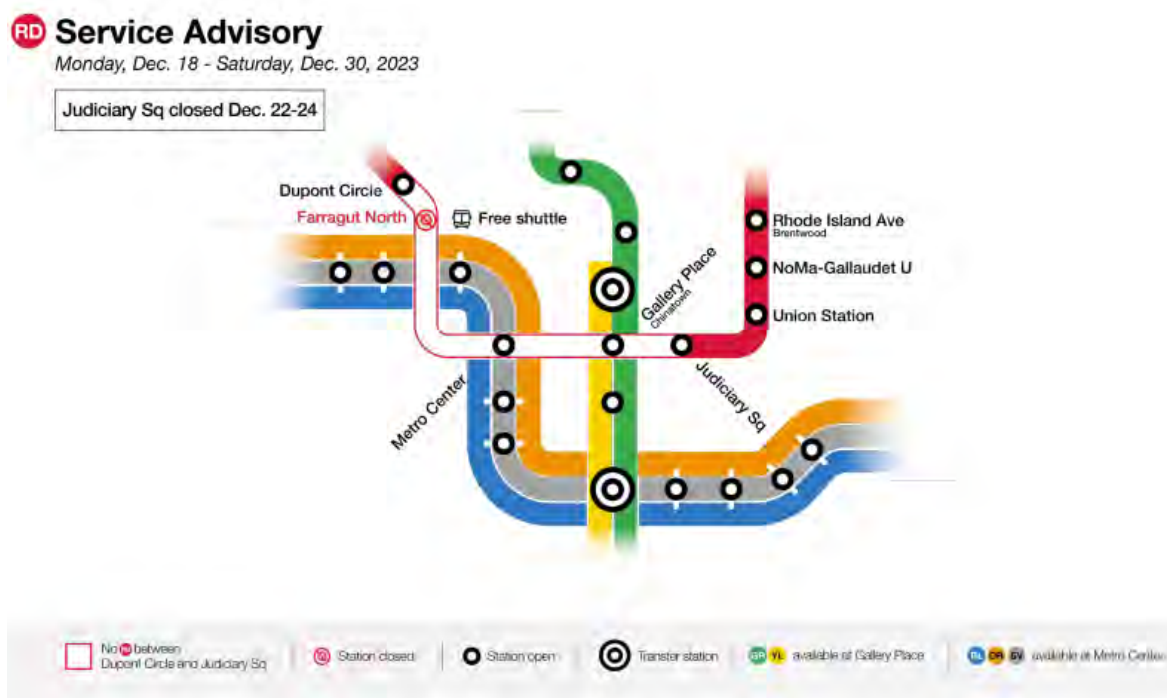 RD Service Advisory
Monday, Dec. 18 - Saturday, Dec. 30, 2023
Judiciary Sq closed Dec. 22-24
Dupont Circle
Farragut North
Free shuttle
Gallery Place
Chinatown
Rhode Island Ave
Brentwood
NoMa-Gallaudet U
Union Station
Metro Center
Judiciary Sq
No RD between
Dupont Circle and Judiciary Sq
Station closed
Station open
Transfer station
GR YL available at Gallery Place
BL OR SV available at Metro Center